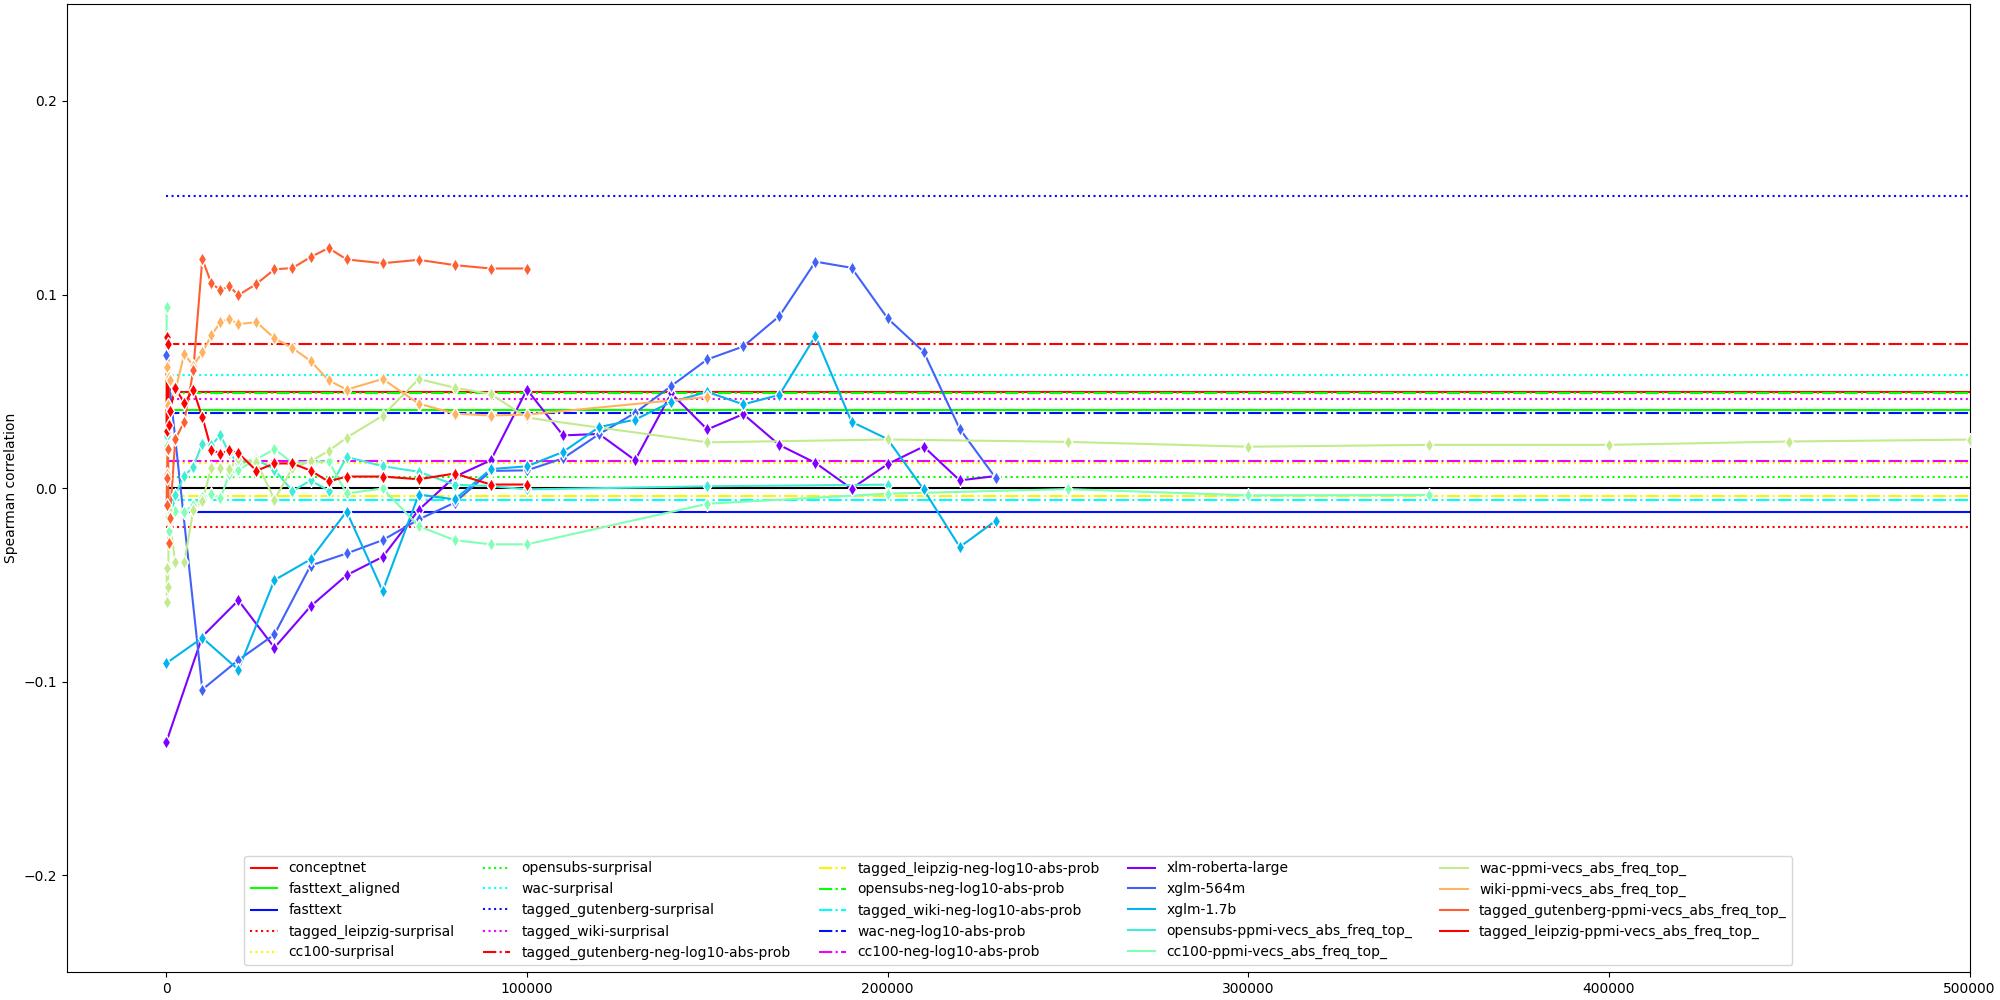 Spearman correlation
0.2
0.1
0.0
−0.1
−0.2
0
100000
200000
300000
400000
500000
conceptnet
fasttext_aligned
fasttext
tagged_leipzig-surprisal
cc100-surprisal
opensubs-surprisal
wac-surprisal
tagged_gutenberg-surprisal
tagged_wiki-surprisal
tagged_gutenberg-neg-log10-abs-prob
tagged_leipzig-neg-log10-abs-prob
opensubs-neg-log10-abs-prob
tagged_wiki-neg-log10-abs-prob
wac-neg-log10-abs-prob
cc100-neg-log10-abs-prob
xlm-roberta-large
xglm-564m
xglm-1.7b
opensubs-ppmi-vecs_abs_freq_top_
cc100-ppmi-vecs_abs_freq_top_
wac-ppmi-vecs_abs_freq_top_
wiki-ppmi-vecs_abs_freq_top_
tagged_gutenberg-ppmi-vecs_abs_freq_top_
tagged_leipzig-ppmi-vecs_abs_freq_top_